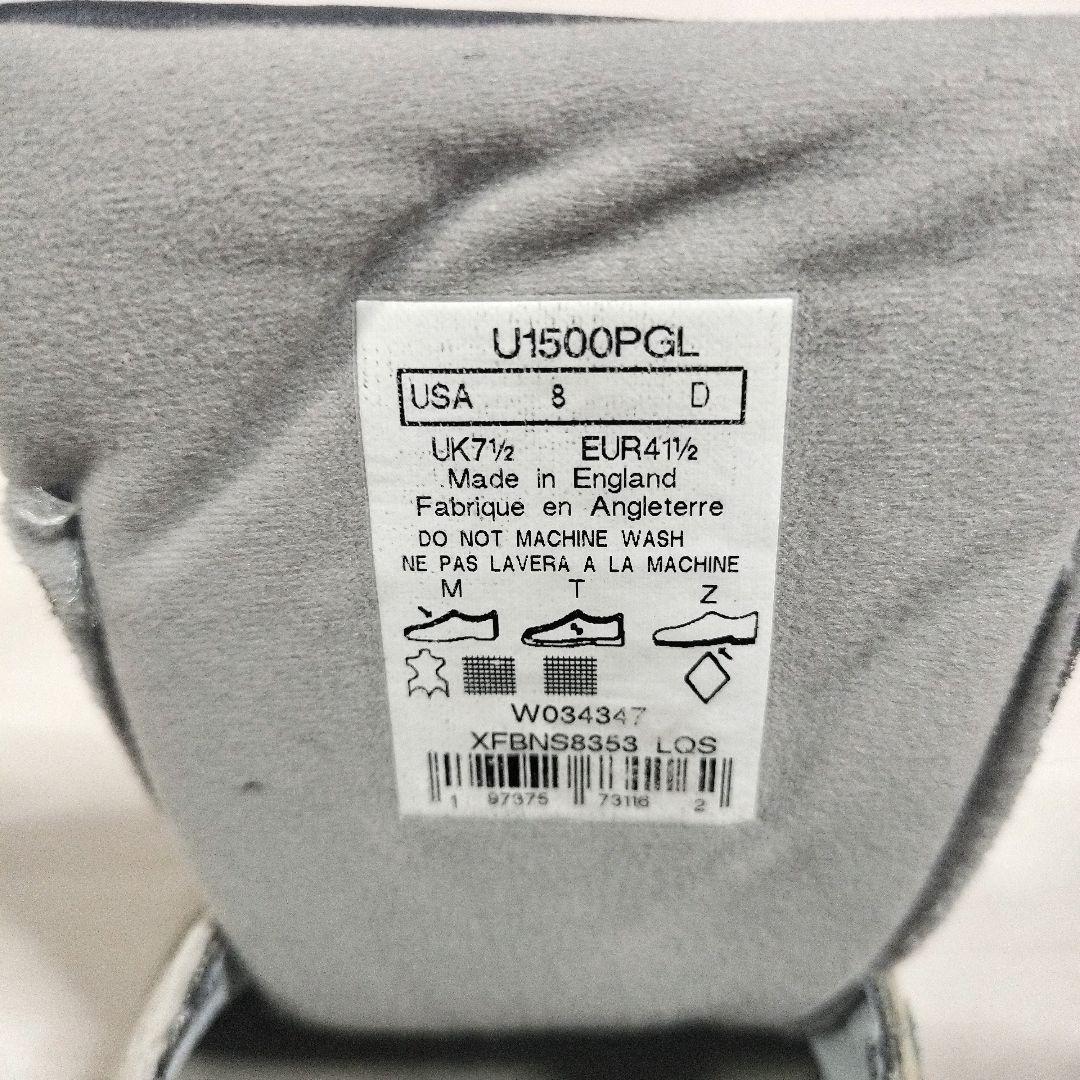 U1500PGL
USA 8 D
UK7½ EUR41½
Made in England
Fabrique en Angleterre
DO NOT MACHINE WASH
NE PAS LAVERA A LA MACHINE
M T Z
W034347
XFBNS8353 LQS
1 97375 73116 2